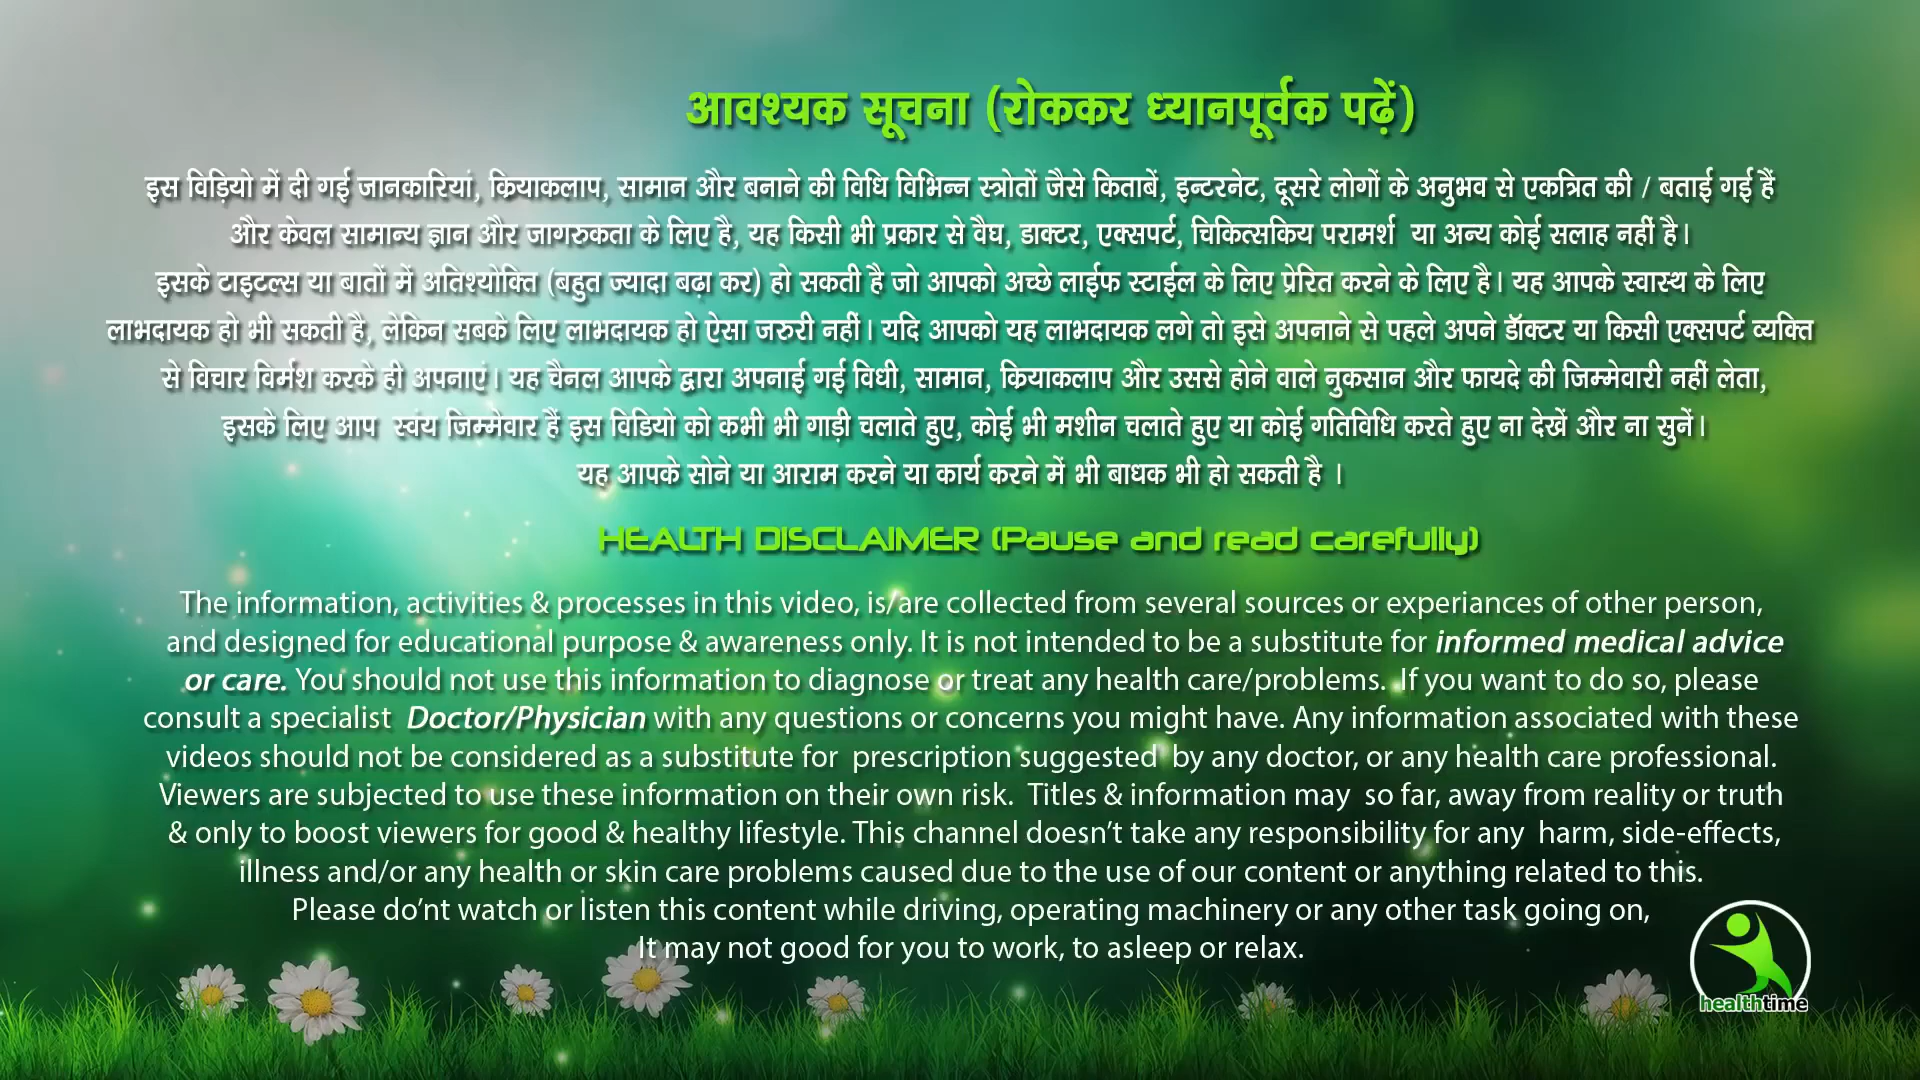 आवश्यक सूचना (रोककर ध्यानपूर्वक पढ़ें)
इस विड़ियो में दी गई जानकारियां, क्रियाकलाप, सामान और बनाने की विधि विभिन्न स्त्रोतों जैसे किताबें, इन्टरनेट, दूसरे लोगों के अनुभव से एकत्रित की / बताई गई हैं
और केवल सामान्य ज्ञान और जागरुकता के लिए है, यह किसी भी प्रकार से वैघ, डाक्टर, एक्सपर्ट, चिकित्सकिय परामर्श या अन्य कोई सलाह नहीं है।
इसके टाइटल्स या बातों में अतिश्योक्ति (बहुत ज्यादा बढ़ा कर) हो सकती है जो आपको अच्छे लाईफ स्टाईल के लिए प्रेरित करने के लिए है। यह आपके स्वास्थ के लिए
लाभदायक हो भी सकती है, लेकिन सबके लिए लाभदायक हो ऐसा जरुरी नहीं। यदि आपको यह लाभदायक लगे तो इसे अपनाने से पहले अपने डॉक्टर या किसी एक्सपर्ट व्यक्ति
से विचार विर्मश करके ही अपनाएं। यह चैनल आपके द्वारा अपनाई गई विधी, सामान, क्रियाकलाप और उससे होने वाले नुकसान और फायदे की जिम्मेवारी नहीं लेता,
इसके लिए आप स्वंय जिम्मेवार हैं इस विडियो को कभी भी गाड़ी चलाते हुए, कोई भी मशीन चलाते हुए या कोई गतिविधि करते हुए ना देखें और ना सुनें।
यह आपके सोने या आराम करने या कार्य करने में भी बाधक भी हो सकती है ।
HEALTH DISCLAIMER (Pause and read carefully)
The information, activities & processes in this video, is/are collected from several sources or experiances of other person,
and designed for educational purpose & awareness only. It is not intended to be a substitute for informed medical advice
or care. You should not use this information to diagnose or treat any health care/problems. If you want to do so, please
consult a specialist Doctor/Physician with any questions or concerns you might have. Any information associated with these
videos should not be considered as a substitute for prescription suggested by any doctor, or any health care professional.
Viewers are subjected to use these information on their own risk. Titles & information may so far, away from reality or truth
& only to boost viewers for good & healthy lifestyle. This channel doesn't take any responsibility for any harm, side-effects,
illness and/or any health or skin care problems caused due to the use of our content or anything related to this.
Please do'nt watch or listen this content while driving, operating machinery or any other task going on,
It may not good for you to work, to asleep or relax.
healthtime